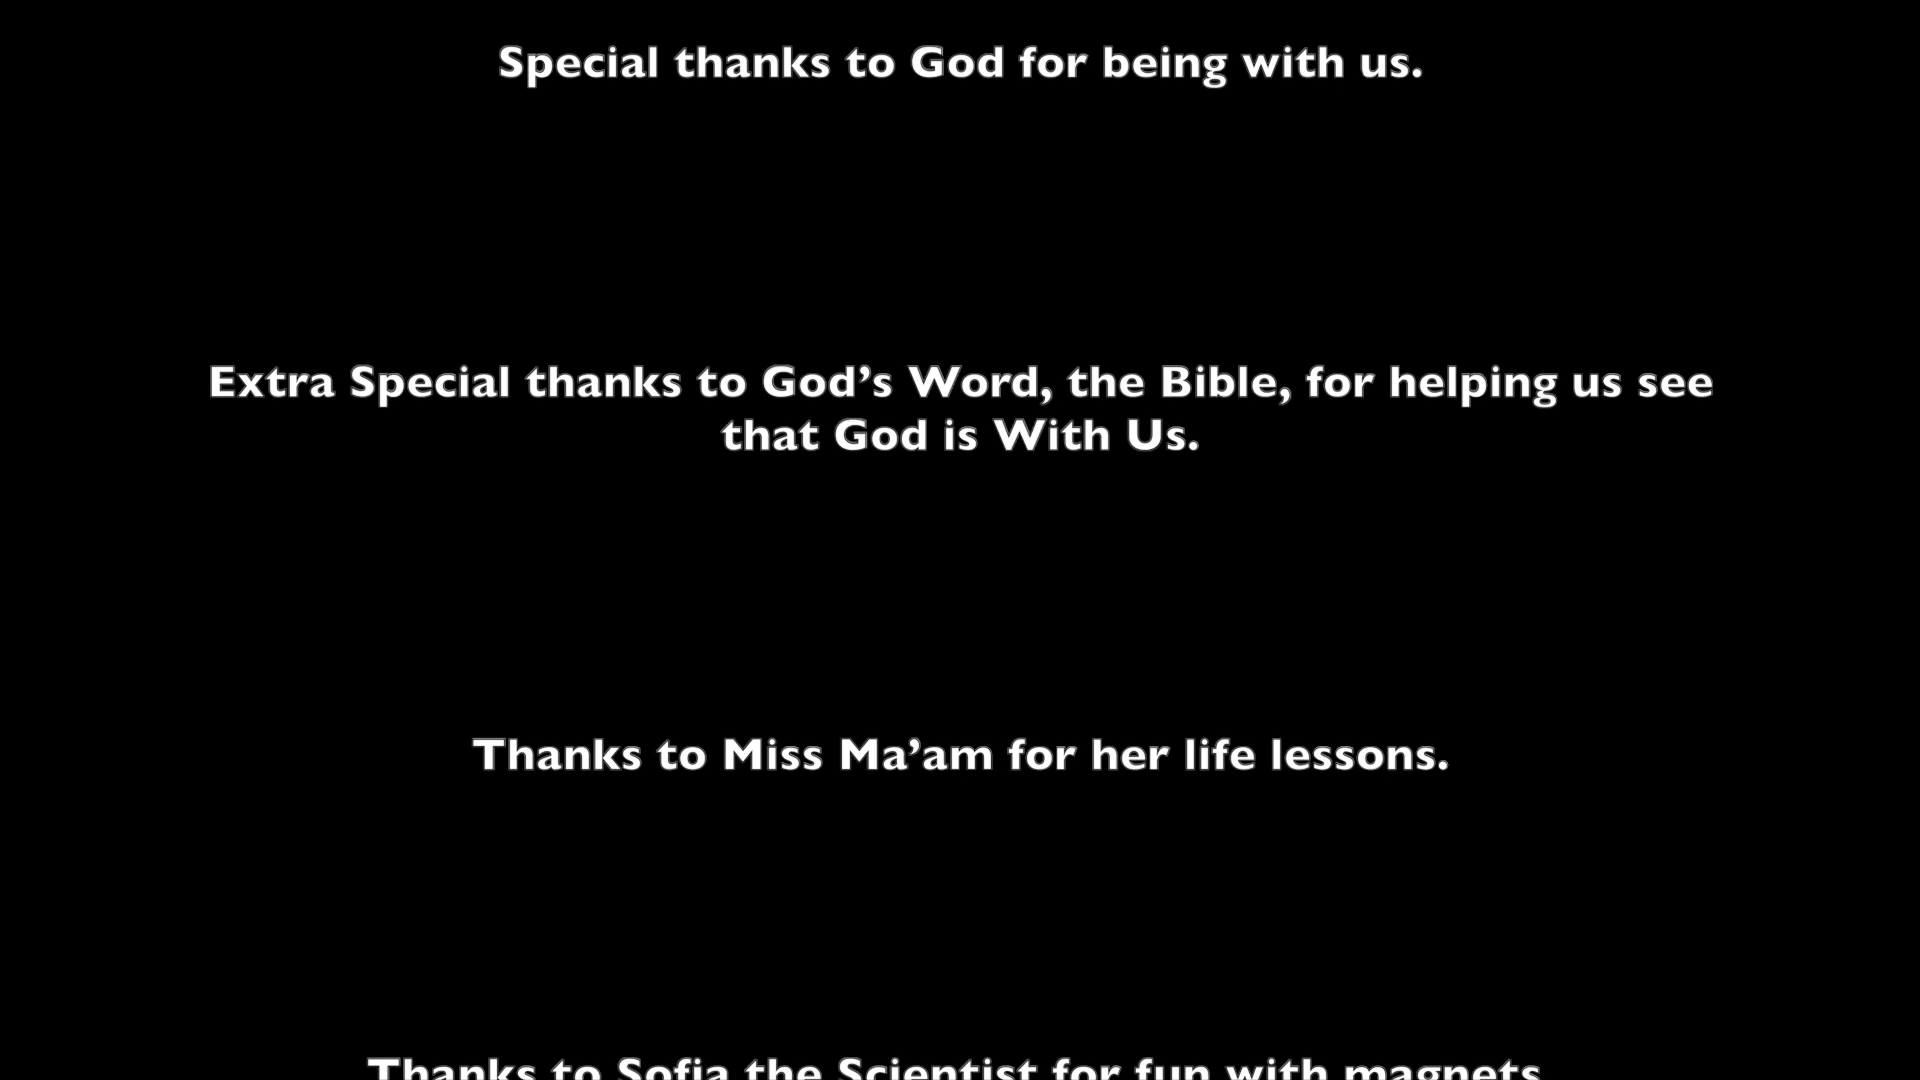 Special thanks to God for being with us.
Extra Special thanks to God’s Word, the Bible, for helping us see
that God is With Us.
Thanks to Miss Ma’am for her life lessons.
Thanks to Sofia the Scientist for fun with magnets